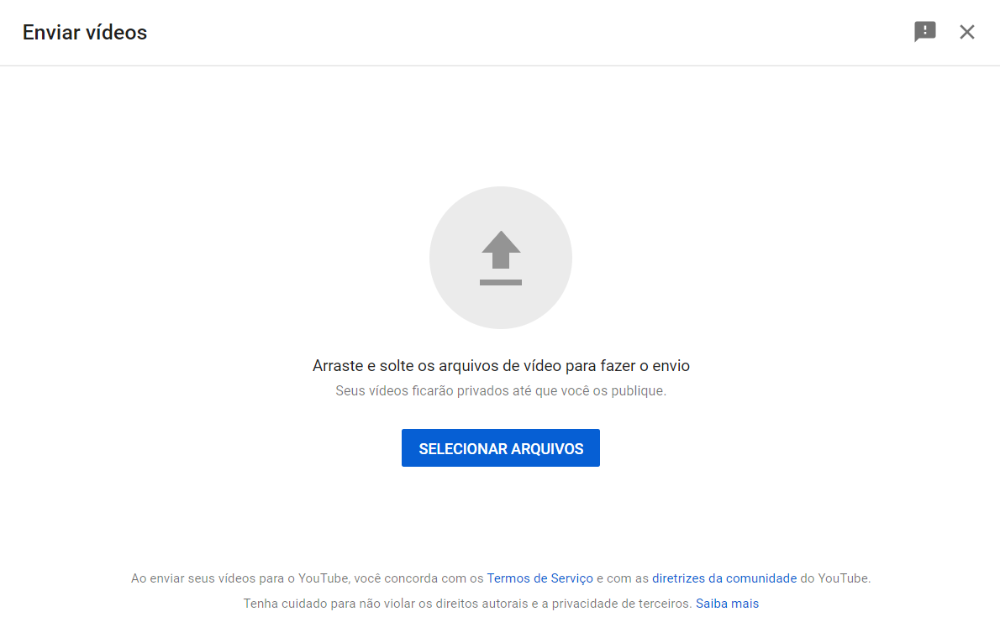 Enviar vídeos
Arraste e solte os arquivos de vídeo para fazer o envio
Seus vídeos ficarão privados até que você os publique.
SELECIONAR ARQUIVOS
Ao enviar seus vídeos para o YouTube, você concorda com os Termos de Serviço e com as diretrizes da comunidade do YouTube.
Tenha cuidado para não violar os direitos autorais e a privacidade de terceiros. Saiba mais